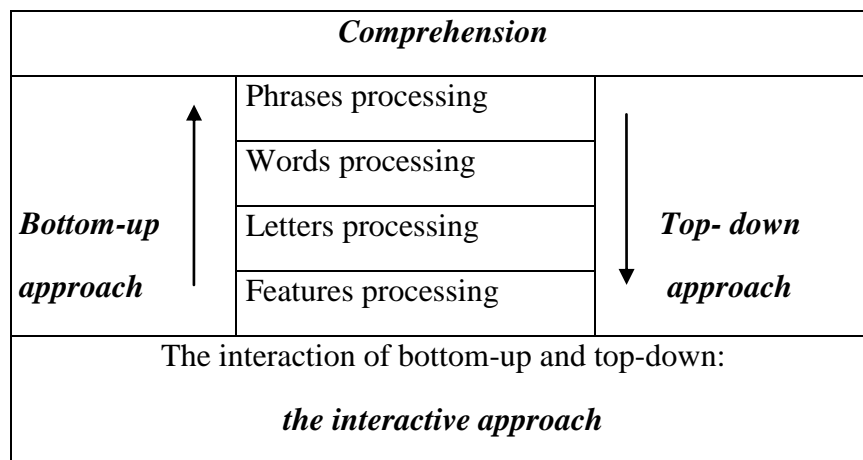 Comprehension
Phrases processing
Words processing
Bottom-up
approach
Letters processing
Features processing
Top- down
approach
The interaction of bottom-up and top-down:
the interactive approach